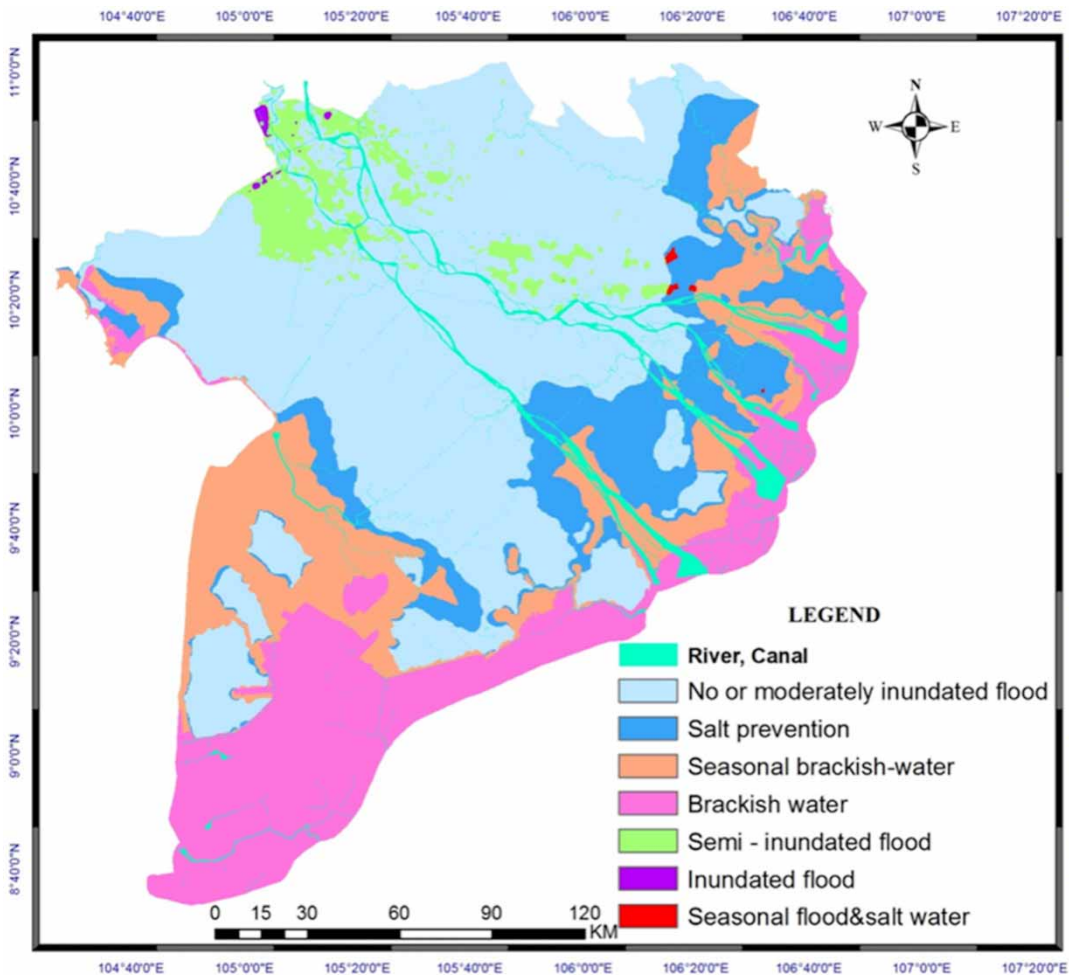 104°40'0"E 105°0'0"E 105°20'0"E 105°40'0"E 106°0'0"E 106°20'0"E 106°40'0"E 107°0'0"E 107°20'0"E
11°0'0"N
10°40'0"N
10°20'0"N
10°0'0"N
9°40'0"N
9°20'0"N
9°0'0"N
8°40'0"N
N
W E
S
LEGEND
River, Canal
No or moderately inundated flood
Salt prevention
Seasonal brackish-water
Brackish water
Semi - inundated flood
Inundated flood
Seasonal flood&salt water
0 15 30 60 90 120
KM
104°40'0"E 105°0'0"E 105°20'0"E 105°40'0"E 106°0'0"E 106°20'0"E 106°40'0"E 107°0'0"E 107°20'0"E